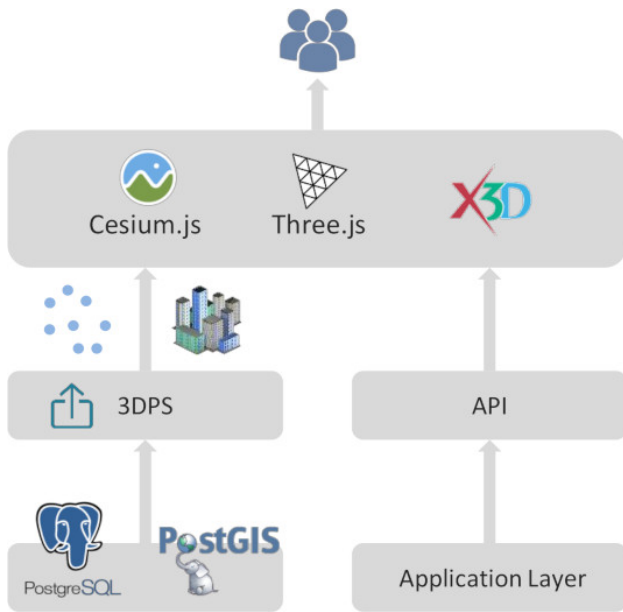 Cesium.js
Three.js
X3D
3DPS
API
PostgreSQL
PostGIS
Application Layer